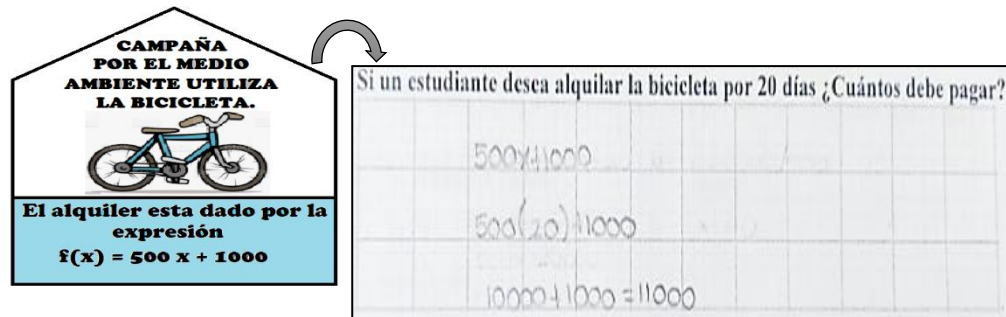 CAMPAÑA
POR EL MEDIO
AMBIENTE UTILIZA
LA BICICLETA.
El alquiler esta dado por la
expresión
f(x) = 500 x + 1000
Si un estudiante desea alquilar la bicicleta por 20 días ¿Cuántos debe pagar?
500x+1000
500(20)+1000
10000+1000=11000